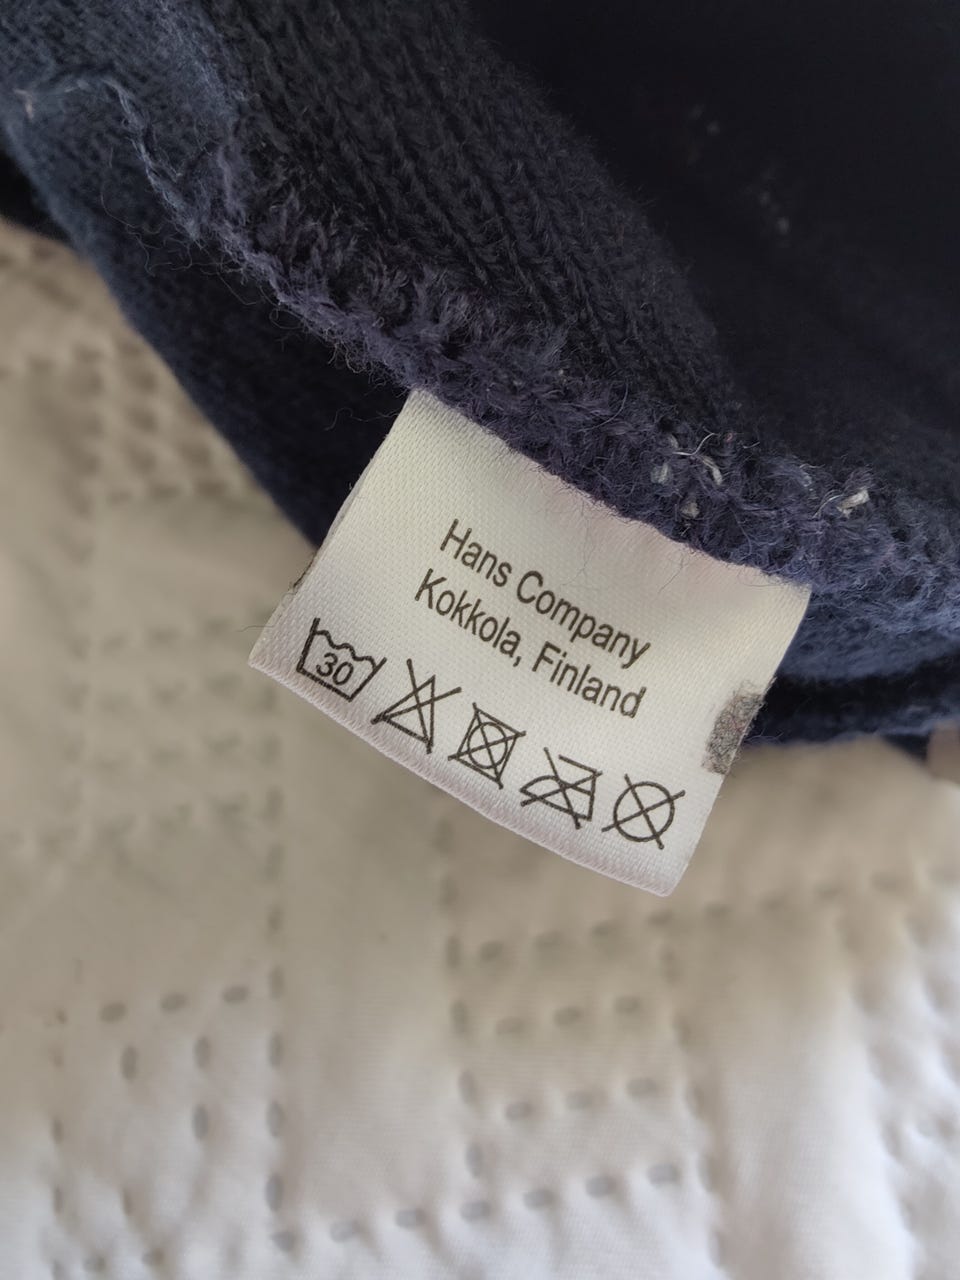 Hans Company
Kokkola, Finland
30